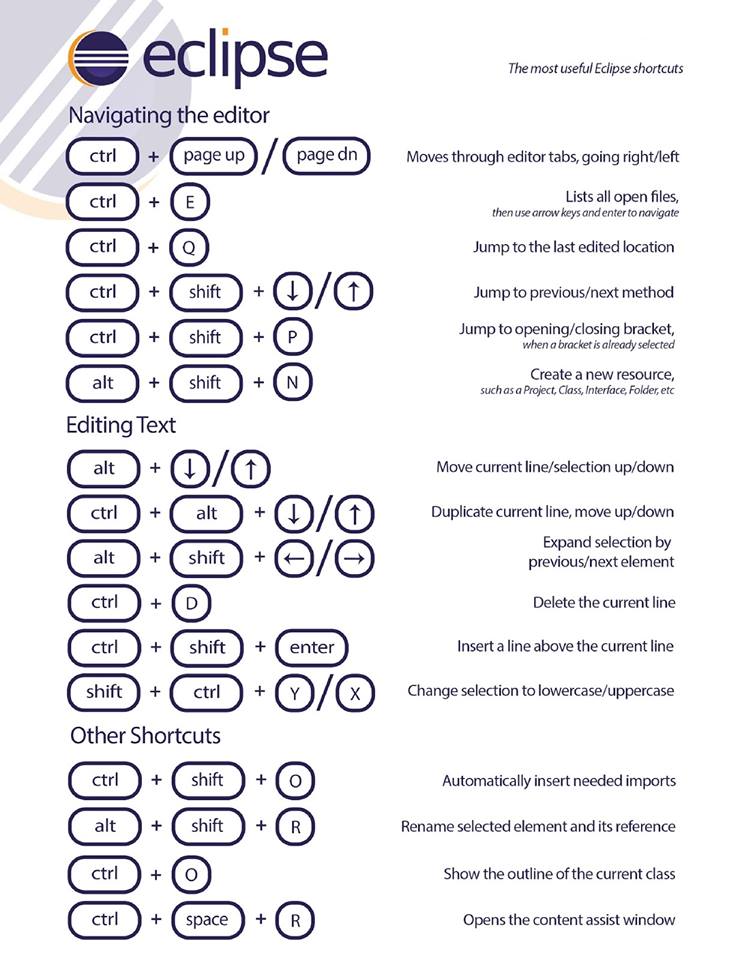 eclipse
The most useful Eclipse shortcuts
Navigating the editor
ctrl + page up / page dn Moves through editor tabs, going right/left
ctrl + E Lists all open files,
then use arrow keys and enter to navigate
ctrl + Q Jump to the last edited location
ctrl + shift + ↓ / ↑ Jump to previous/next method
ctrl + shift + P Jump to opening/closing bracket,
when a bracket is already selected
alt + shift + N Create a new resource,
such as a Project, Class, Interface, Folder, etc
Editing Text
alt + ↓ / ↑ Move current line/selection up/down
ctrl + alt + ↓ / ↑ Duplicate current line, move up/down
alt + shift + ← / → Expand selection by
previous/next element
ctrl + D Delete the current line
ctrl + shift + enter Insert a line above the current line
shift + ctrl + Y / X Change selection to lowercase/uppercase
Other Shortcuts
ctrl + shift + O Automatically insert needed imports
alt + shift + R Rename selected element and its reference
ctrl + O Show the outline of the current class
ctrl + space + R Opens the content assist window